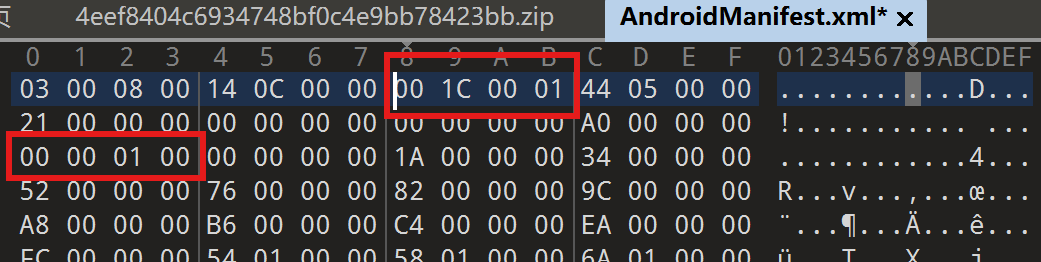 页 4eef8404c6934748bf0c4e9bb78423bb.zip AndroidManifest.xml* ×
0 1 2 3 4 5 6 7 8 9 A B C D E F 0123456789ABCDEF
03 00 08 00 14 0C 00 00 00 1C 00 01 44 05 00 00 ............D...
21 00 00 00 00 00 00 00 00 00 00 00 A0 00 00 00 !........... ...
00 00 01 00 00 00 00 00 1A 00 00 00 34 00 00 00 ............4...
52 00 00 00 76 00 00 00 82 00 00 00 9C 00 00 00 R...v...‚...œ...
A8 00 00 00 B6 00 00 00 C4 00 00 00 EA 00 00 00 ¨...¶...Ä...ê...
EC 00 00 00 54 01 00 00 58 01 00 00 6A 01 00 00